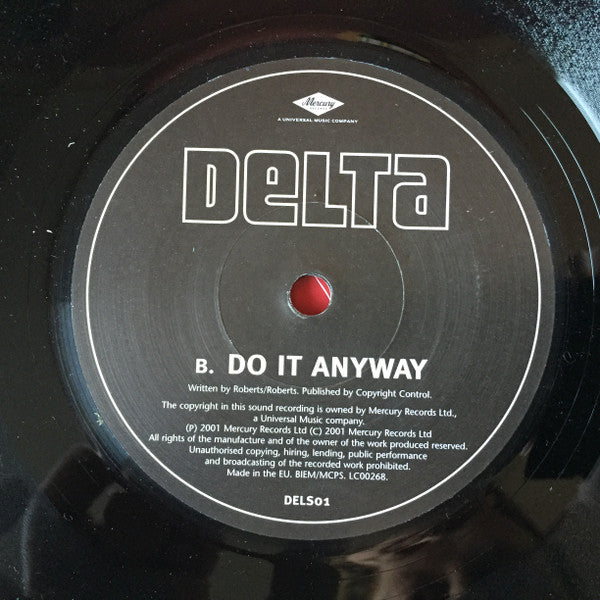 Mercury
RECORDS
A UNIVERSAL MUSIC COMPANY
DeLTa
B. DO IT ANYWAY
Written by Roberts/Roberts. Published by Copyright Control.
The copyright in this sound recording is owned by Mercury Records Ltd.,
a Universal Music company.
(P) 2001 Mercury Records Ltd (C) 2001 Mercury Records Ltd
All rights of the manufacture and of the owner of the work produced reserved.
Unauthorised copying, hiring, lending, public performance
and broadcasting of the recorded work prohibited.
Made in the EU. BIEM/MCPS. LC00268.
DELS01